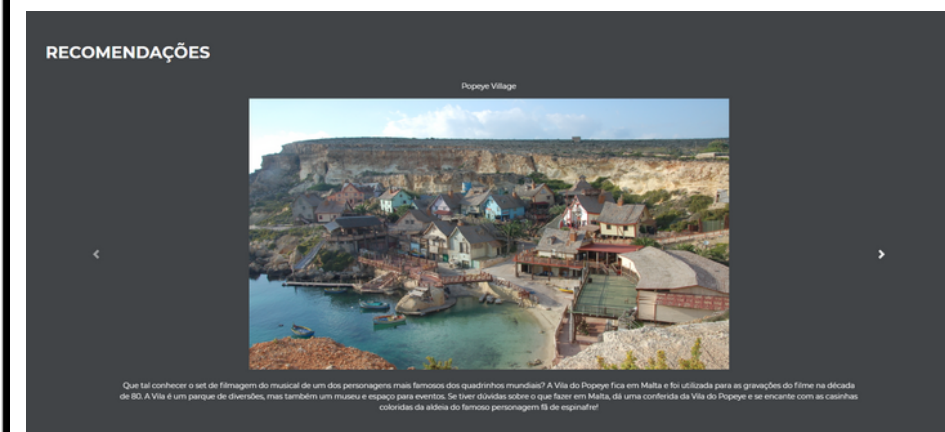 RECOMENDAÇÕES
Popeye Village
Que tal conhecer o set de filmagem do musical de um dos personagens mais famosos dos quadrinhos mundiais? A Vila do Popeye fica em Malta e foi utilizada para as gravações do filme na década
de 80. A Vila é um parque de diversões, mas também um museu e espaço para eventos. Se tiver dúvidas sobre o que fazer em Malta, dá uma conferida da Vila do Popeye e se encante com as casinhas
coloridas da aldeia do famoso personagem fã de espinafre!